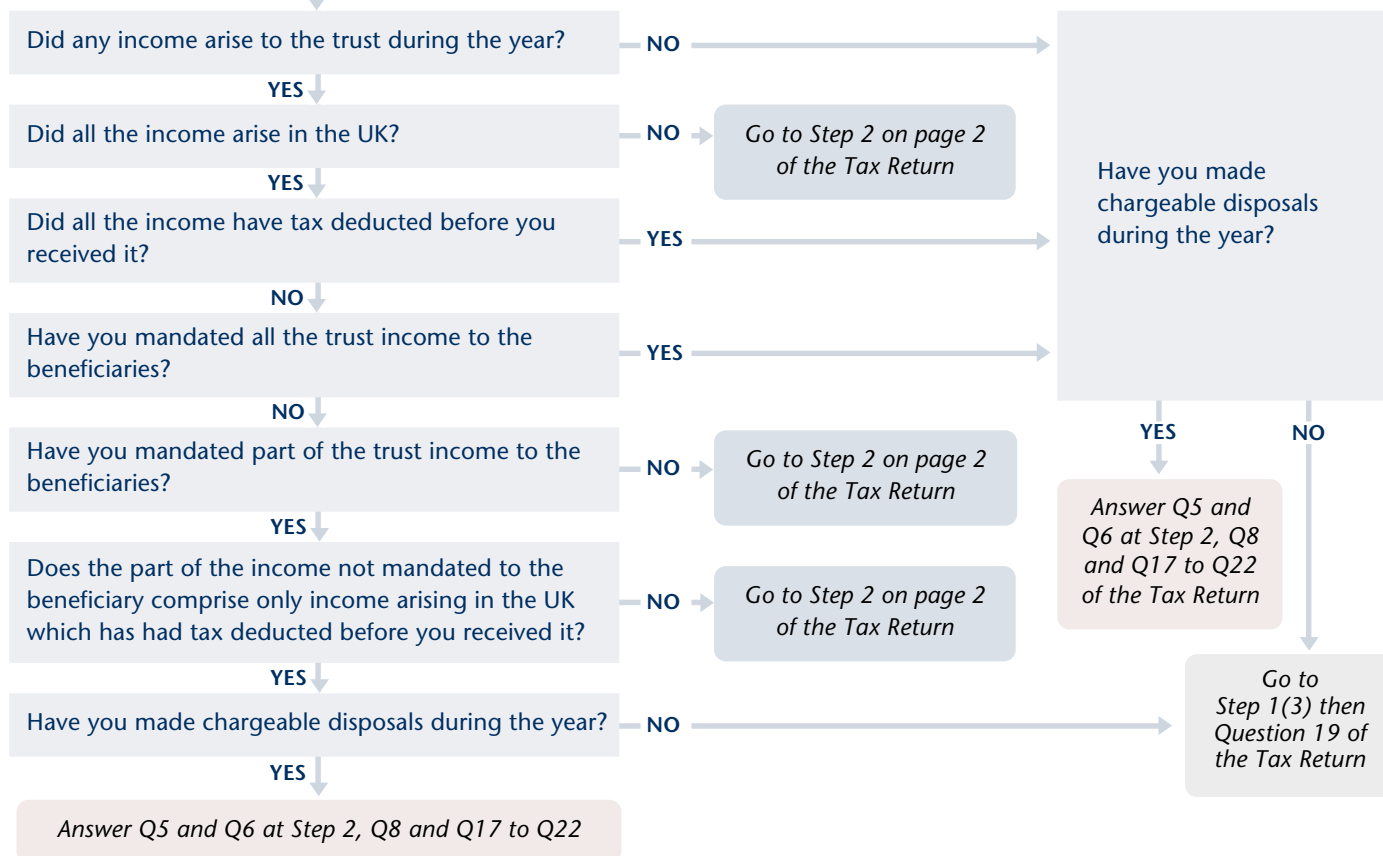 Did any income arise to the trust during the year?
NO
YES
Did all the income arise in the UK?
NO
Go to Step 2 on page 2
of the Tax Return
YES
Did all the income have tax deducted before you
received it?
YES
NO
Have you mandated all the trust income to the
beneficiaries?
YES
NO
Have you mandated part of the trust income to the
beneficiaries?
NO
Go to Step 2 on page 2
of the Tax Return
YES
Does the part of the income not mandated to the
beneficiary comprise only income arising in the UK
which has had tax deducted before you received it?
NO
Go to Step 2 on page 2
of the Tax Return
YES
Have you made chargeable disposals during the year?
NO
YES
Answer Q5 and Q6 at Step 2, Q8 and Q17 to Q22
Have you made
chargeable disposals
during the year?
YES
NO
Answer Q5 and
Q6 at Step 2, Q8
and Q17 to Q22
of the Tax Return
Go to
Step 1(3) then
Question 19 of
the Tax Return